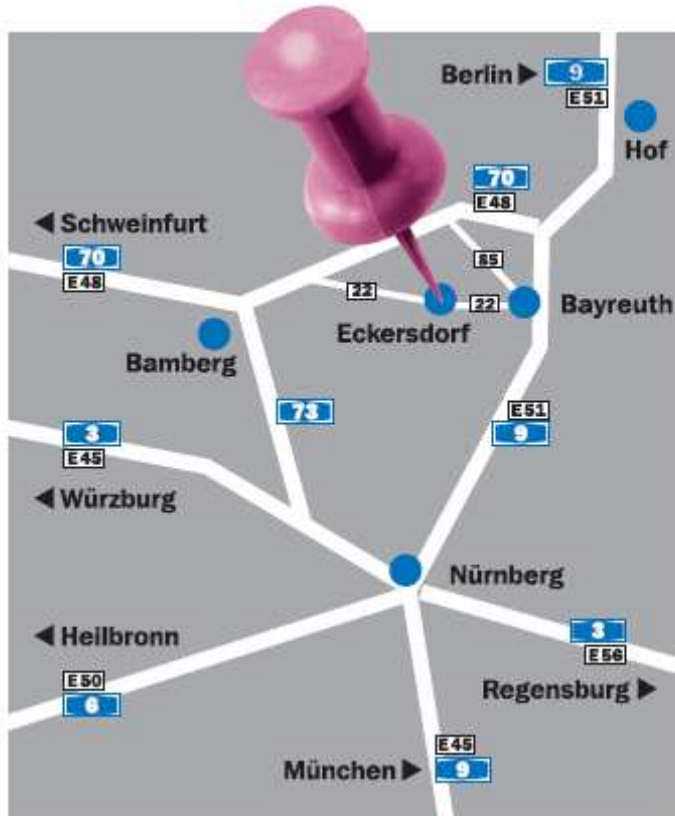 Berlin ▶ 9
E51
Hof
70
E48
◀ Schweinfurt
70
E48
85
22
22
Bayreuth
Eckersdorf
Bamberg
73
E51
9
3
E45
◀ Würzburg
Nürnberg
◀ Heilbronn
3
E56
E50
6
Regensburg ▶
E45
München ▶ 9